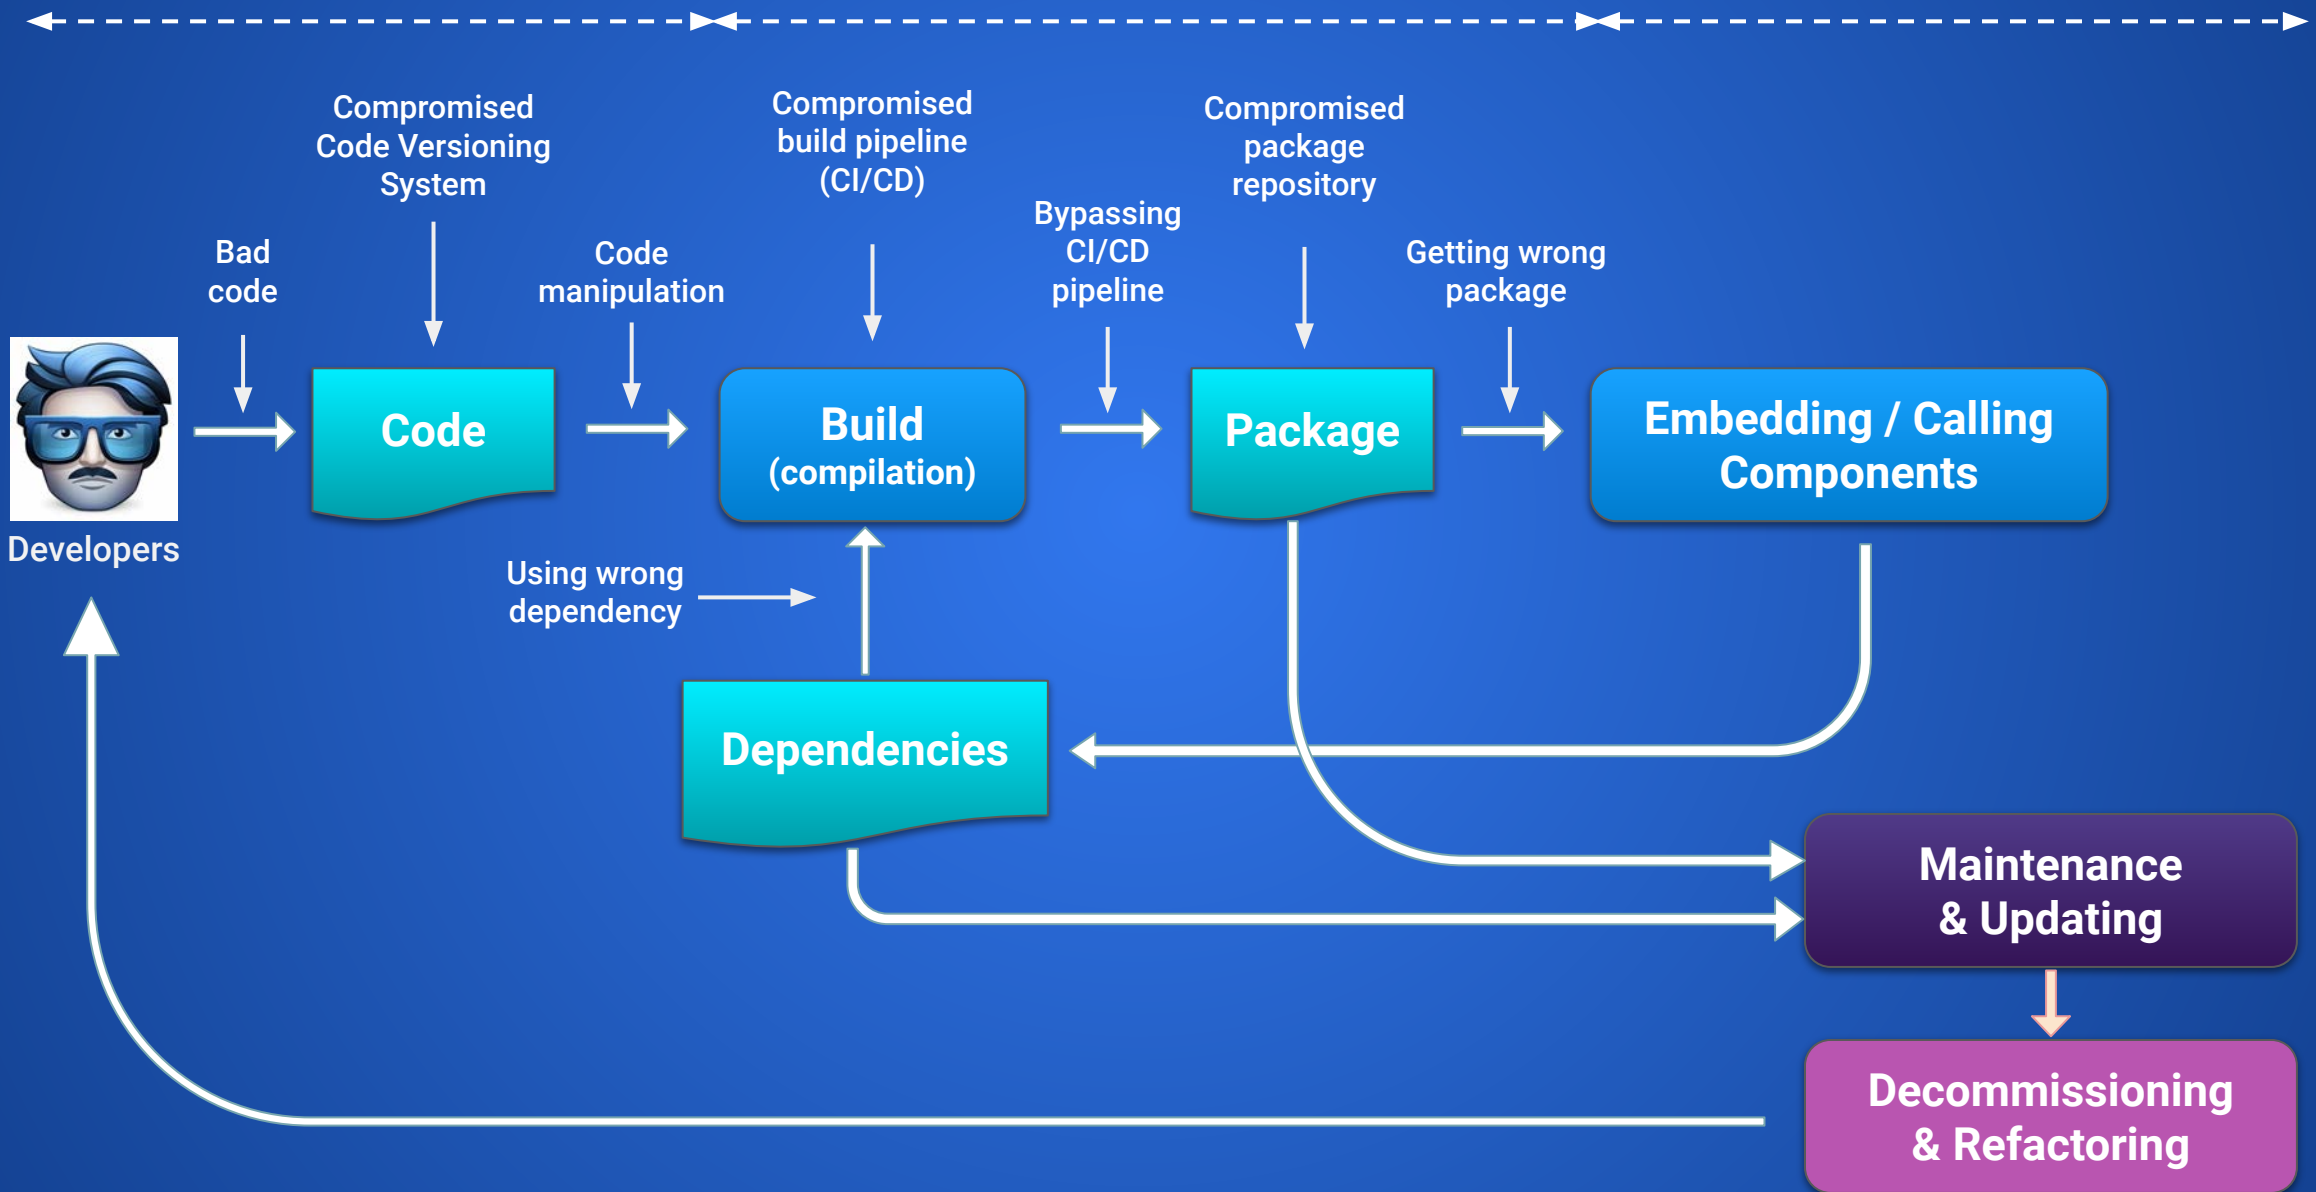 Compromised
Code Versioning
System
Compromised
build pipeline
(CI/CD)
Compromised
package
repository
Bad
code
Code
manipulation
Bypassing
CI/CD
pipeline
Getting wrong
package
Developers
Code
Build
(compilation)
Package
Embedding / Calling
Components
Using wrong
dependency
Dependencies
Maintenance
& Updating
Decommissioning
& Refactoring